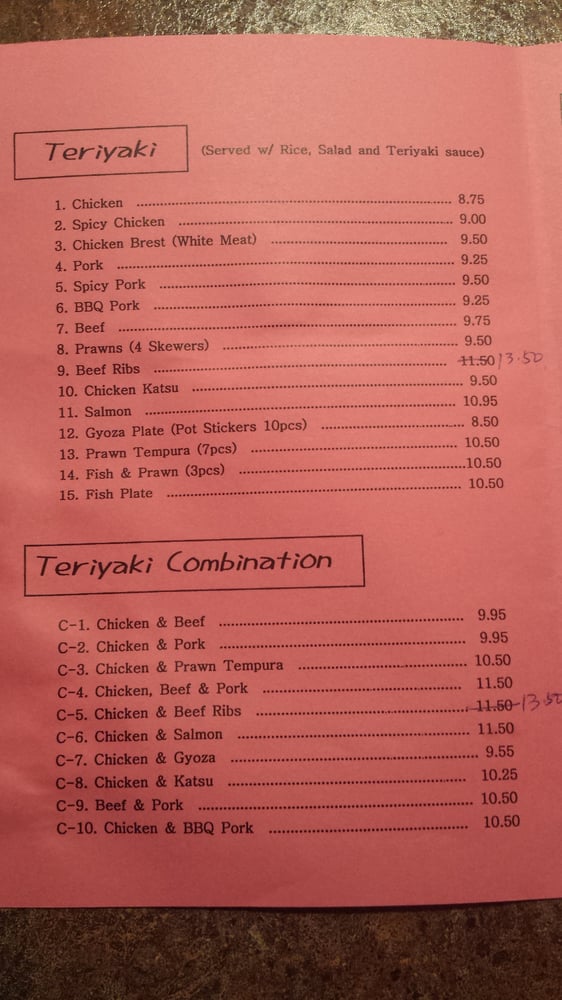 Teriyaki (Served w/ Rice, Salad and Teriyaki sauce)
1. Chicken 8.75
2. Spicy Chicken 9.00
3. Chicken Brest (White Meat) 9.50
4. Pork 9.25
5. Spicy Pork 9.50
6. BBQ Pork 9.25
7. Beef 9.75
8. Prawns (4 Skewers) 9.50
9. Beef Ribs 11.50 13.50
10. Chicken Katsu 9.50
11. Salmon 10.95
12. Gyoza Plate (Pot Stickers 10pcs) 8.50
13. Prawn Tempura (7pcs) 10.50
14. Fish & Prawn (3pcs) 10.50
15. Fish Plate 10.50
Teriyaki Combination
C-1. Chicken & Beef 9.95
C-2. Chicken & Pork 9.95
C-3. Chicken & Prawn Tempura 10.50
C-4. Chicken, Beef & Pork 11.50
C-5. Chicken & Beef Ribs 11.50 13.50
C-6. Chicken & Salmon 11.50
C-7. Chicken & Gyoza 9.55
C-8. Chicken & Katsu 10.25
C-9. Beef & Pork 10.50
C-10. Chicken & BBQ Pork 10.50